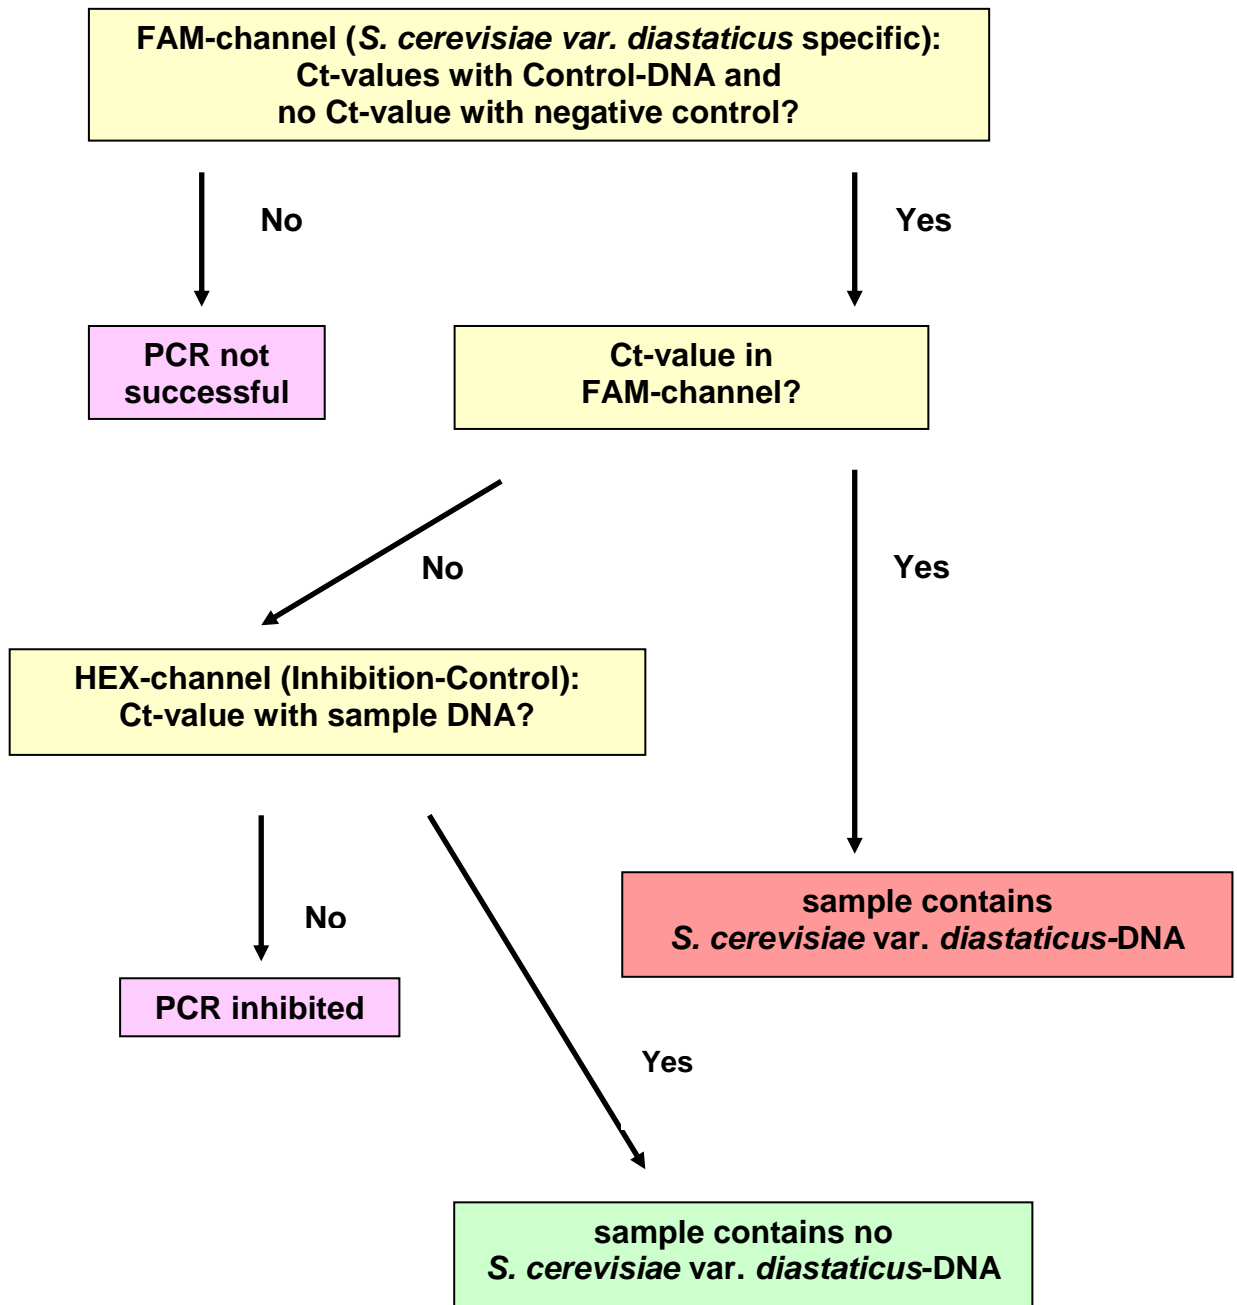 FAM-channel (S. cerevisiae var. diastaticus specific):
Ct-values with Control-DNA and
no Ct-value with negative control?
No
Yes
PCR not
successful
Ct-value in
FAM-channel?
No
Yes
HEX-channel (Inhibition-Control):
Ct-value with sample DNA?
No
Yes
sample contains
S. cerevisiae var. diastaticus-DNA
PCR inhibited
sample contains no
S. cerevisiae var. diastaticus-DNA